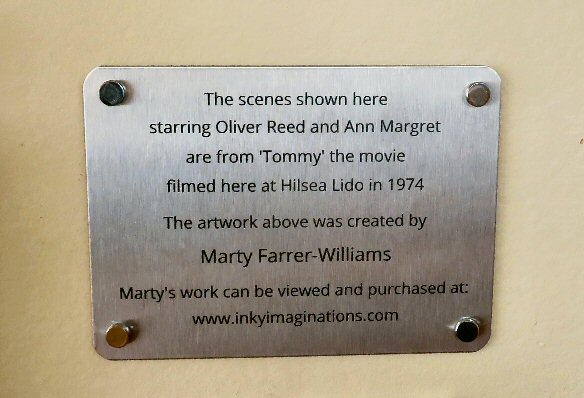 The scenes shown here
starring Oliver Reed and Ann Margret
are from 'Tommy' the movie
filmed here at Hilsea Lido in 1974
The artwork above was created by
Marty Farrer-Williams
Marty's work can be viewed and purchased at:
www.inkyimaginations.com